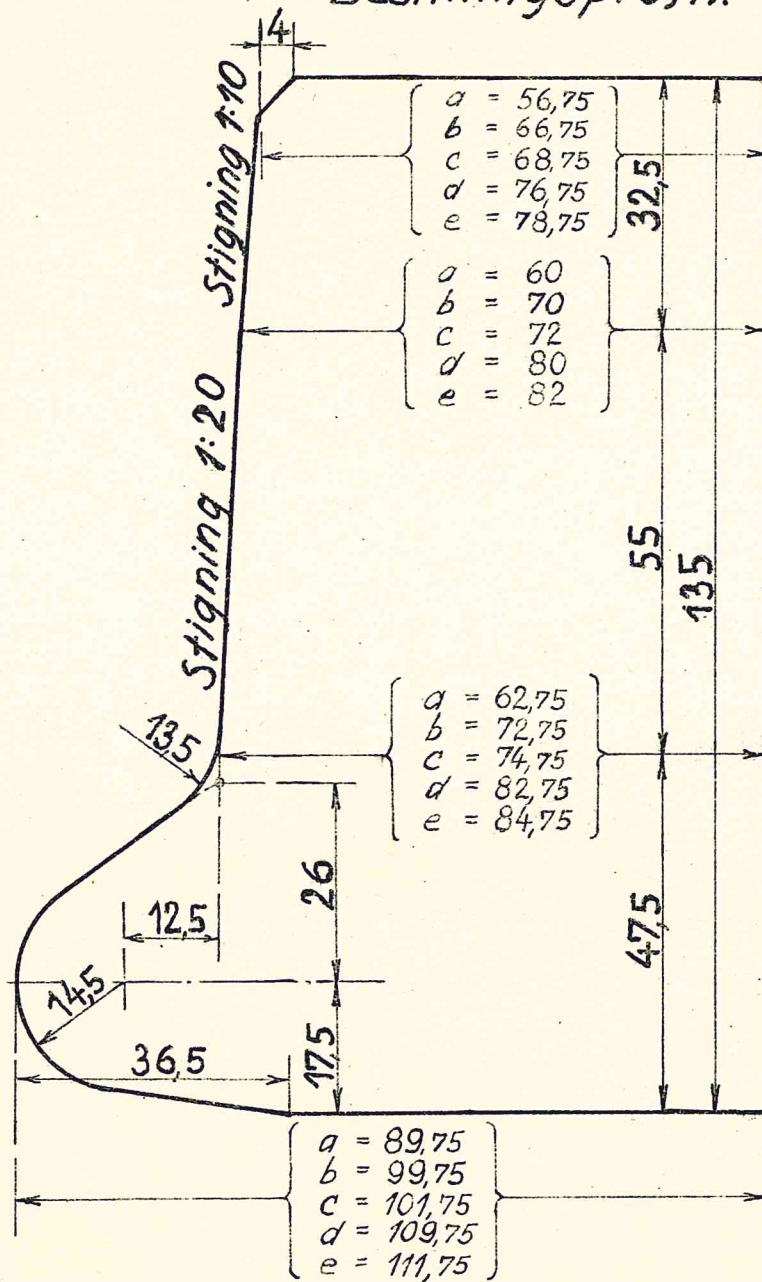 4
Stigning 1:10
a = 56,75
b = 66,75
c = 68,75
d = 76,75
e = 78,75
32,5
a = 60
b = 70
c = 72
d = 80
e = 82
Stigning 1:20
55
135
a = 62,75
b = 72,75
c = 74,75
d = 82,75
e = 84,75
13,5
26
12,5
47,5
14,5
36,5
17,5
a = 89,75
b = 99,75
c = 101,75
d = 109,75
e = 111,75